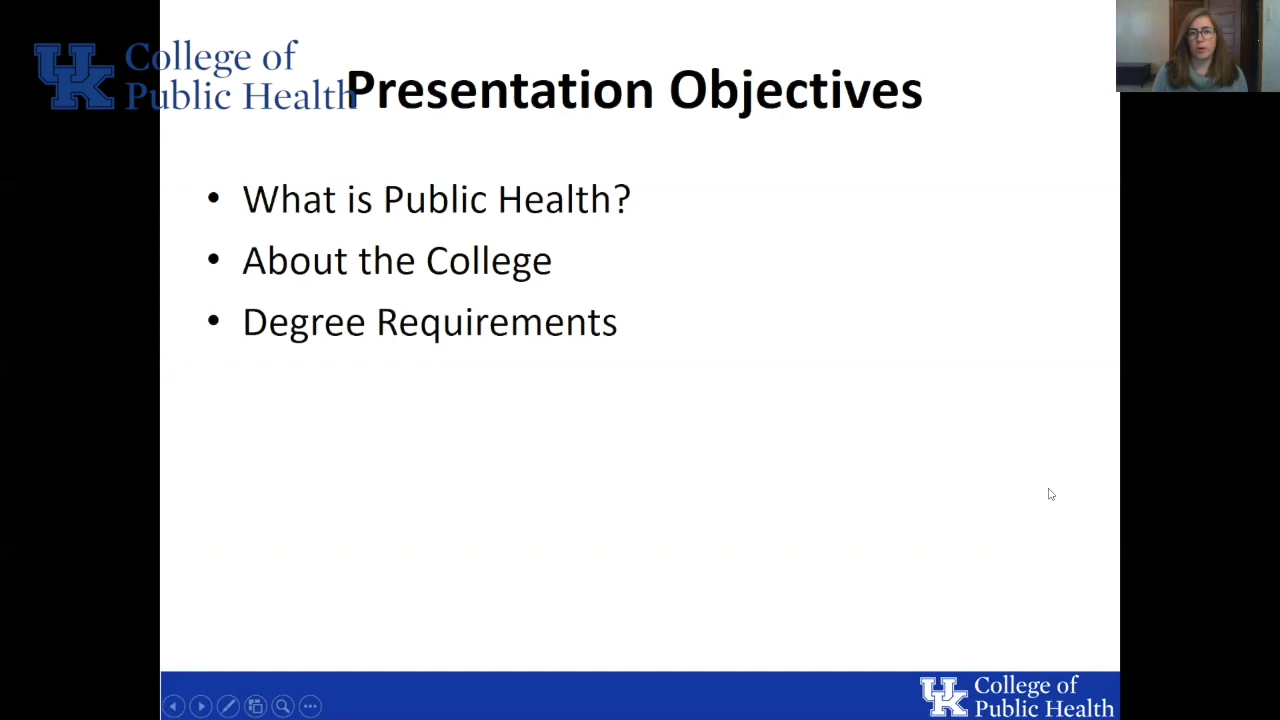 UK College of
Public Health
Presentation Objectives
• What is Public Health?
• About the College
• Degree Requirements
UK College of
Public Health